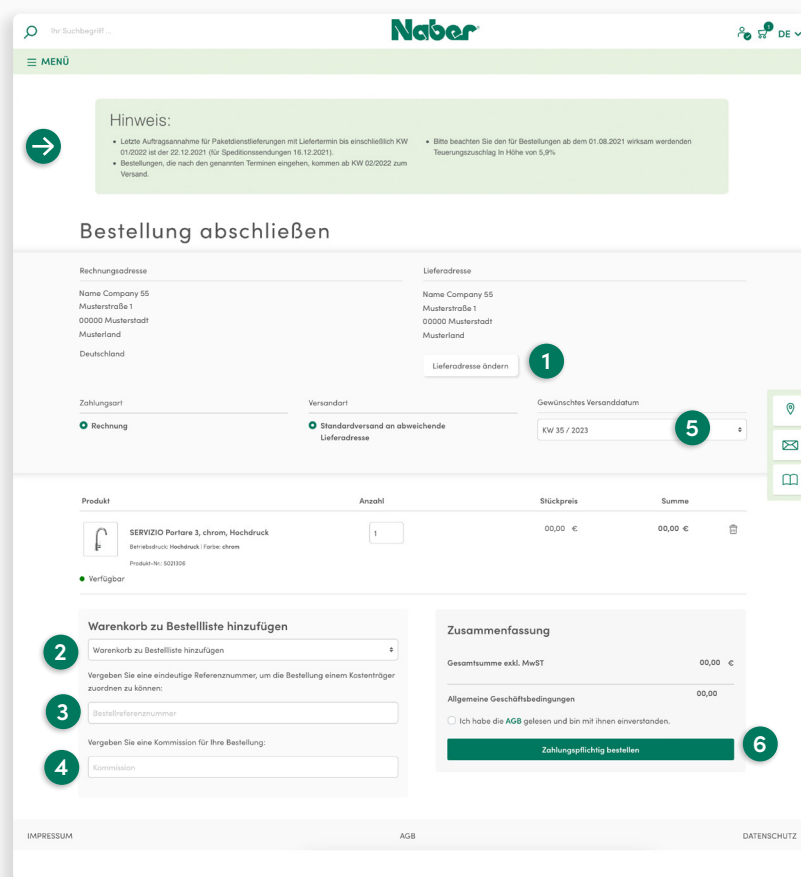 Ihr Suchbegriff ...
Naber
1
DE
MENÜ
Hinweis:
• Letzte Auftragsannahme für Paketdienstlieferungen mit Liefertermin bis einschließlich KW
01/2022 ist der 22.12.2021 (für Speditionssendungen 16.12.2021).
• Bestellungen, die nach den genannten Terminen eingehen, kommen ab KW 02/2022 zum
Versand.
• Bitte beachten Sie den für Bestellungen ab dem 01.08.2021 wirksam werdenden
Teuerungszuschlag In Höhe von 5,9%
Bestellung abschließen
Rechnungsadresse
Name Company 55
Musterstraße 1
00000 Musterstadt
Musterland
Deutschland
Lieferadresse
Name Company 55
Musterstraße 1
00000 Musterstadt
Musterland
Lieferadresse ändern
1
Zahlungsart
Rechnung
Versandart
Standardversand an abweichende
Lieferadresse
Gewünschtes Versanddatum
KW 35 / 2023
5
Produkt Anzahl Stückpreis Summe
SERVIZIO Portare 3, chrom, Hochdruck 1 00,00 € 00,00 €
Betriebsdruck: Hochdruck | Farbe: chrom
Produkt-Nr.: 5021306
Verfügbar
Warenkorb zu Bestellliste hinzufügen
2
Warenkorb zu Bestellliste hinzufügen
Vergeben Sie eine eindeutige Referenznummer, um die Bestellung einem Kostenträger
zuordnen zu können:
3
Bestellreferenznummer
Vergeben Sie eine Kommission für Ihre Bestellung:
4
Kommission
Zusammenfassung
Gesamtsumme exkl. MwST 00,00 €
Allgemeine Geschäftsbedingungen 00,00
Ich habe die AGB gelesen und bin mit ihnen einverstanden.
Zahlungspflichtig bestellen
6
IMPRESSUM AGB DATENSCHUTZ